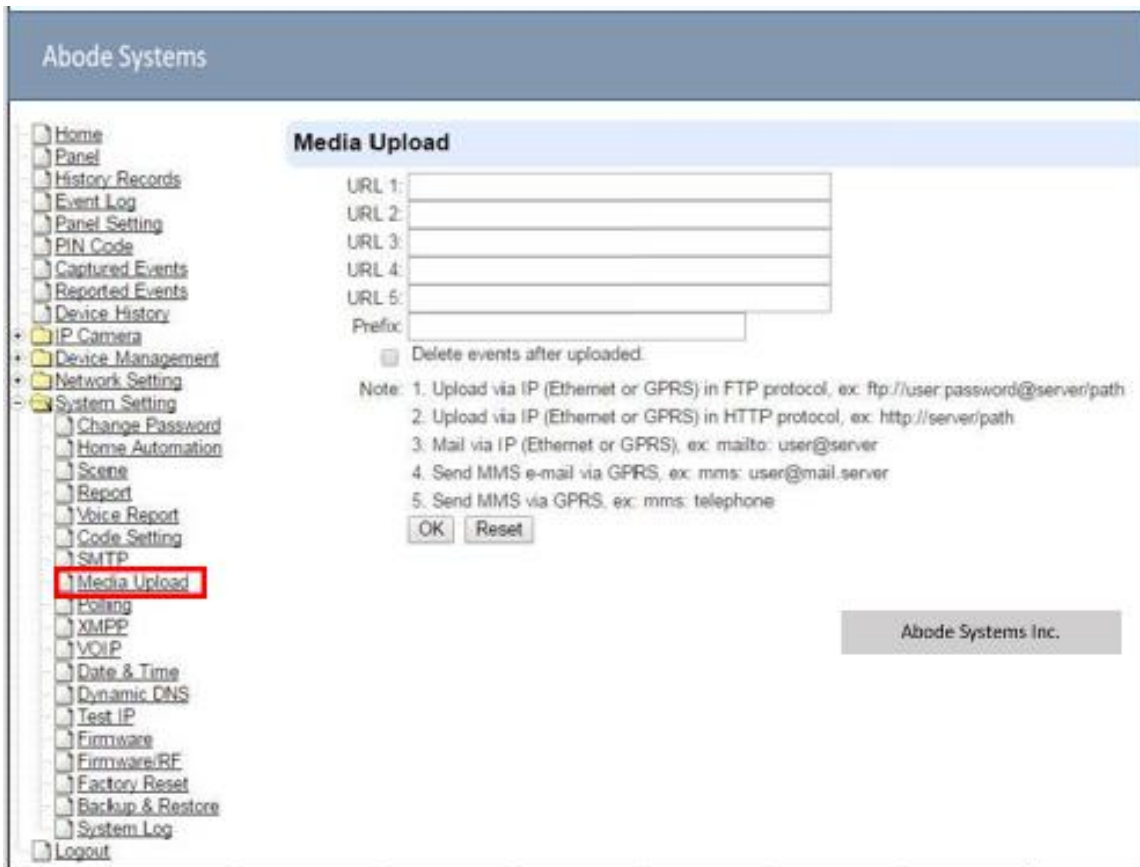 Abode Systems
Home
Panel
History Records
Event Log
Panel Setting
PIN Code
Captured Events
Reported Events
Device History
IP Camera
Device Management
Network Setting
System Setting
Change Password
Home Automation
Scene
Report
Voice Report
Code Setting
SMTP
Media Upload
Polling
XMPP
VOIP
Date & Time
Dynamic DNS
Test IP
Firmware
Firmware/RF
Factory Reset
Backup & Restore
System Log
Logout
Media Upload
URL 1:
URL 2:
URL 3:
URL 4:
URL 5:
Prefix:
Delete events after uploaded.
Note: 1. Upload via IP (Ethernet or GPRS) in FTP protocol, ex: ftp://user:password@server/path
2. Upload via IP (Ethernet or GPRS) in HTTP protocol, ex: http://server/path
3. Mail via IP (Ethernet or GPRS), ex: mailto: user@server
4. Send MMS e-mail via GPRS, ex: mms: user@mail.server
5. Send MMS via GPRS, ex: mms: telephone
OK Reset
Abode Systems Inc.